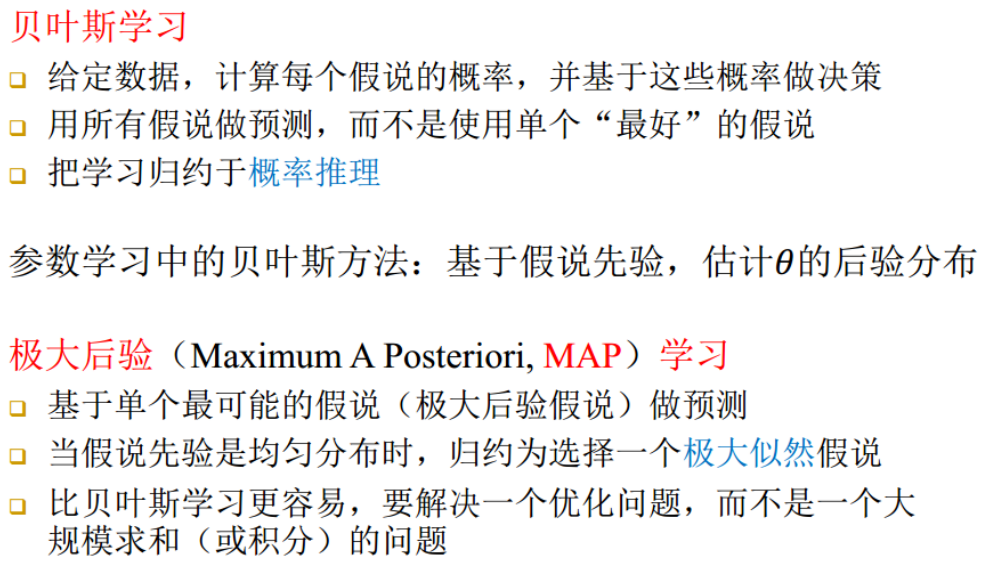 贝叶斯学习
给定数据，计算每个假说的概率，并基于这些概率做决策
用所有假说做预测，而不是使用单个“最好”的假说
把学习归约于概率推理
参数学习中的贝叶斯方法：基于假说先验，估计θ的后验分布
极大后验（Maximum A Posteriori, MAP）学习
基于单个最可能的假说（极大后验假说）做预测
当假说先验是均匀分布时，归约为选择一个极大似然假说
比贝叶斯学习更容易，要解决一个优化问题，而不是一个大
规模求和（或积分）的问题